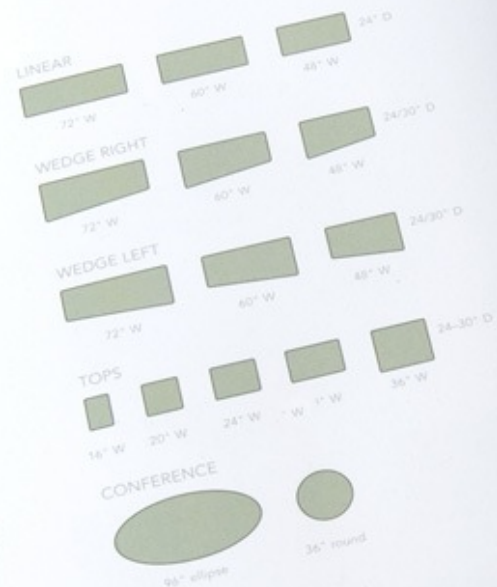 LINEAR
72" W 60" W 48" W 24" D
WEDGE RIGHT
72" W 60" W 48" W 24/30" D
WEDGE LEFT
72" W 60" W 48" W 24/30" D
TOPS
16" W 20" W 24" W " W 1" W 36" W 24–30" D
CONFERENCE
96" ellipse 36" round